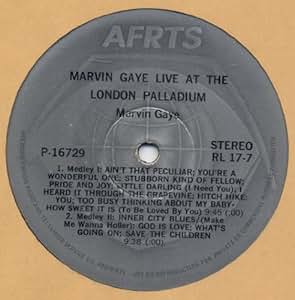 AFRTS
MARVIN GAYE LIVE AT THE
LONDON PALLADIUM
Marvin Gaye
P-16729
STEREO
RL 17-7
1. Medley I: AIN'T THAT PECULIAR; YOU'RE A
WONDERFUL ONE; STUBBORN KIND OF FELLOW;
PRIDE AND JOY; LITTLE DARLING (I Need You); I
HEARD IT THROUGH THE GRAPEVINE; HITCH HIKE;
YOU; TOO BUSY THINKING ABOUT MY BABY-
HOW SWEET IT IS (To Be Loved By You) 9:45 (:00)
2. Medley II: INNER CITY BLUES/(Make
Me Wanna Holler); GOD IS LOVE; WHAT'S
GOING ON; SAVE THE CHILDREN
9:38 (:00)